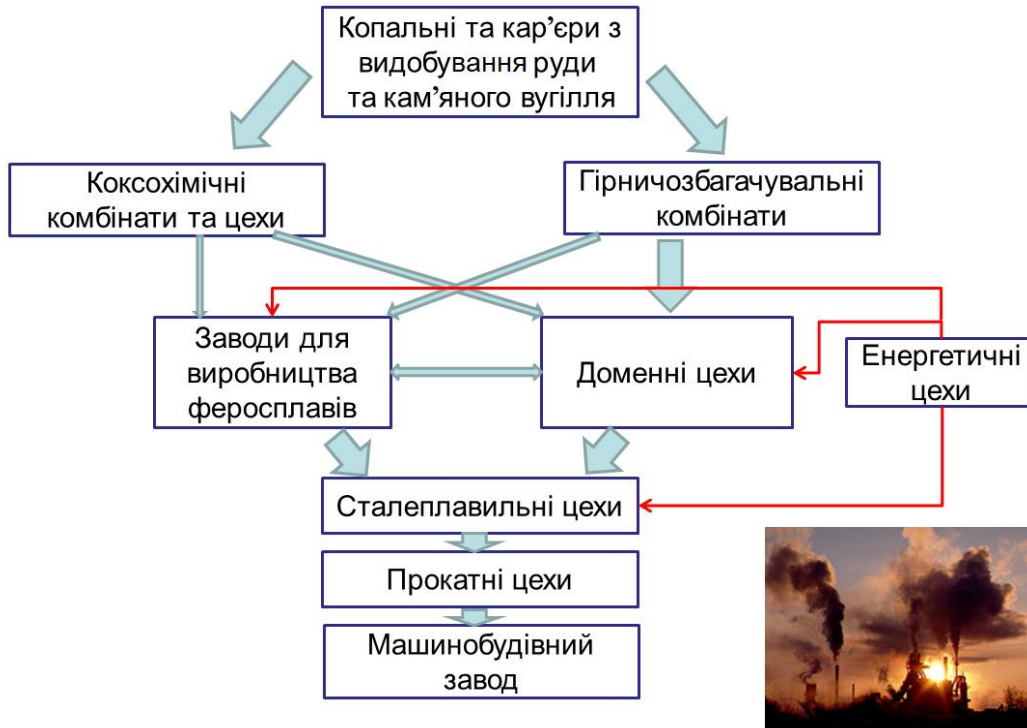 Копальні та кар’єри з
видобування руди
та кам’яного вугілля
Коксохімічні
комбінати та цехи
Гірничозбагачувальні
комбінати
Заводи для
виробництва
феросплавів
Доменні цехи
Енергетичні
цехи
Сталеплавильні цехи
Прокатні цехи
Машинобудівний
завод